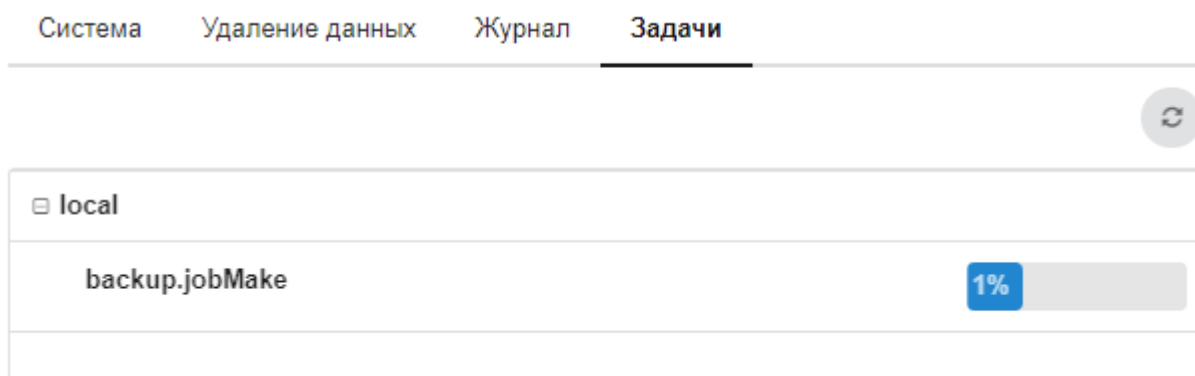 Система Удаление данных Журнал Задачи
local
backup.jobMake 1%